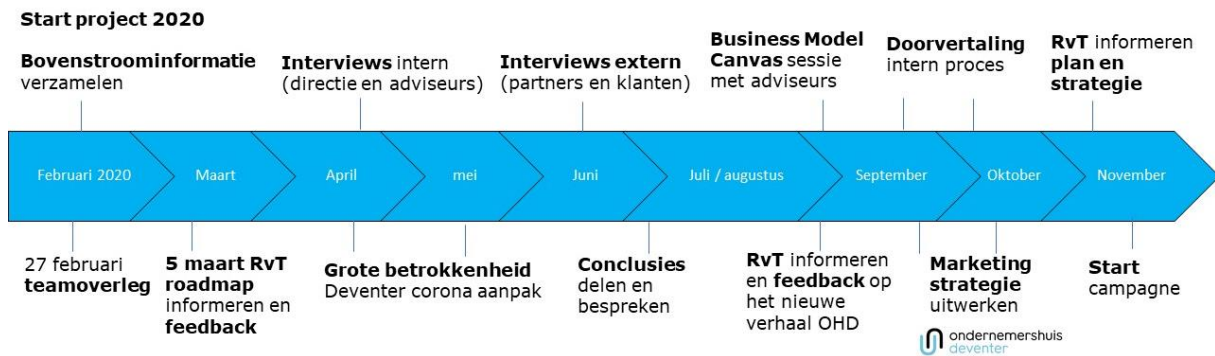 Start project 2020
Bovenstroominformatie
verzamelen
Interviews intern
(directie en adviseurs)
Interviews extern
(partners en klanten)
Business Model
Canvas sessie
met adviseurs
Doorvertaling
intern proces
RvT informeren
plan en
strategie
Februari 2020
Maart
April
mei
Juni
Juli / augustus
September
Oktober
November
27 februari
teamoverleg
5 maart RvT
roadmap
informeren en
feedback
Grote betrokkenheid
Deventer corona aanpak
Conclusies
delen en
bespreken
RvT informeren
en feedback op
het nieuwe
verhaal OHD
Marketing
strategie
uitwerken
Start
campagne
ondernemershuis
deventer